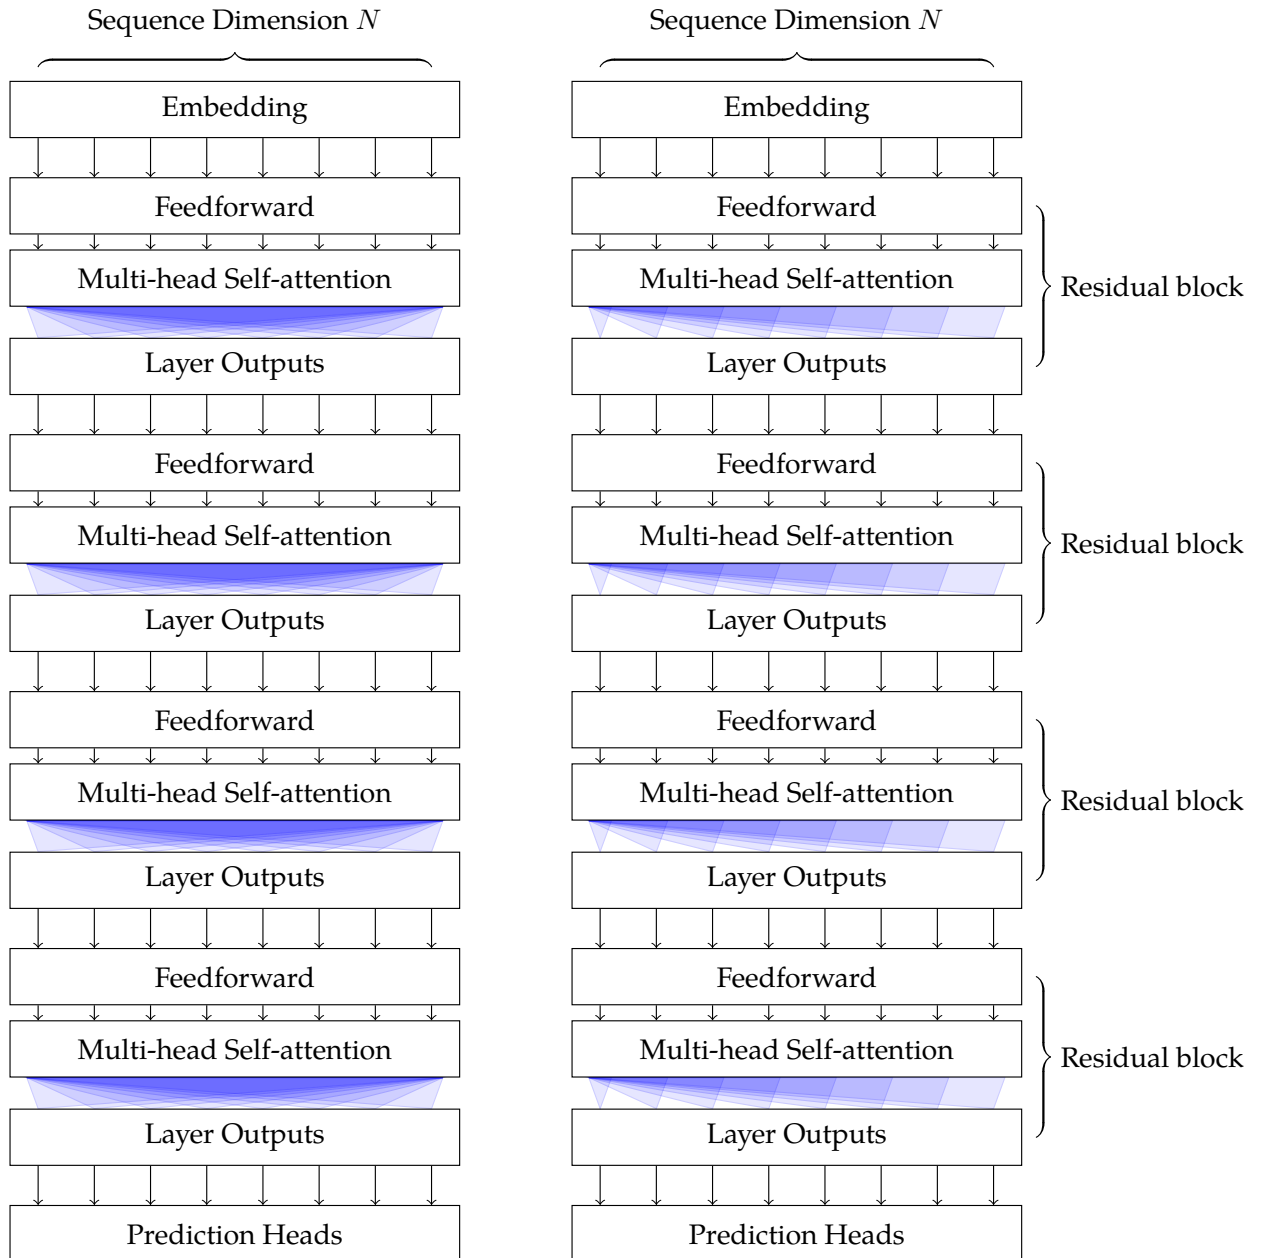 Sequence Dimension N
Sequence Dimension N
Embedding
Embedding
Feedforward
Feedforward
Multi-head Self-attention
Multi-head Self-attention
Residual block
Layer Outputs
Layer Outputs
Feedforward
Feedforward
Multi-head Self-attention
Multi-head Self-attention
Residual block
Layer Outputs
Layer Outputs
Feedforward
Feedforward
Multi-head Self-attention
Multi-head Self-attention
Residual block
Layer Outputs
Layer Outputs
Feedforward
Feedforward
Multi-head Self-attention
Multi-head Self-attention
Residual block
Layer Outputs
Layer Outputs
Prediction Heads
Prediction Heads